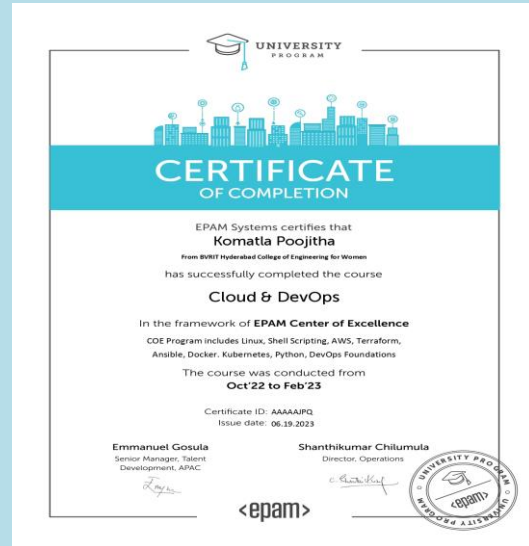 UNIVERSITY
PROGRAM
CERTIFICATE
OF COMPLETION
EPAM Systems certifies that
Komatla Poojitha
From BVRIT Hyderabad College of Engineering for Women
has successfully completed the course
Cloud & DevOps
In the framework of EPAM Center of Excellence
COE Program includes Linux, Shell Scripting, AWS, Terraform,
Ansible, Docker. Kubernetes, Python, DevOps Foundations
The course was conducted from
Oct'22 to Feb'23
Certificate ID: AAAAAJPQ
Issue date: 06.19.2023
Emmanuel Gosula
Senior Manager, Talent
Development, APAC
Shanthikumar Chilumula
Director, Operations
<epam>
UNIVERSITY PROGRAM
<epam>
UNIVERSITY PROGRAM